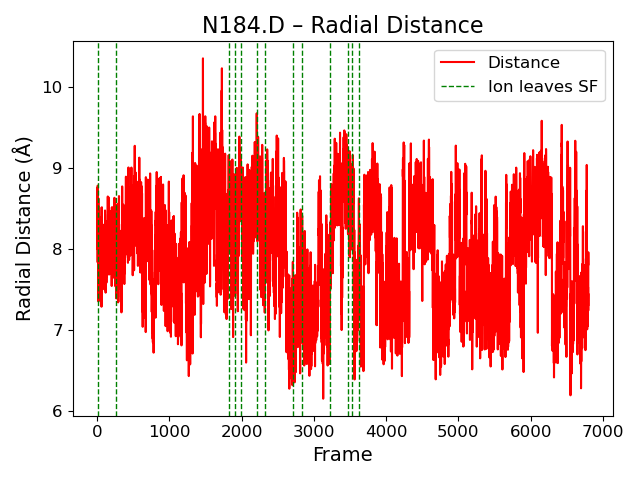 N184.D – Radial Distance
Radial Distance (Å)
10
9
8
7
6
Distance
Ion leaves SF
0 1000 2000 3000 4000 5000 6000 7000
Frame